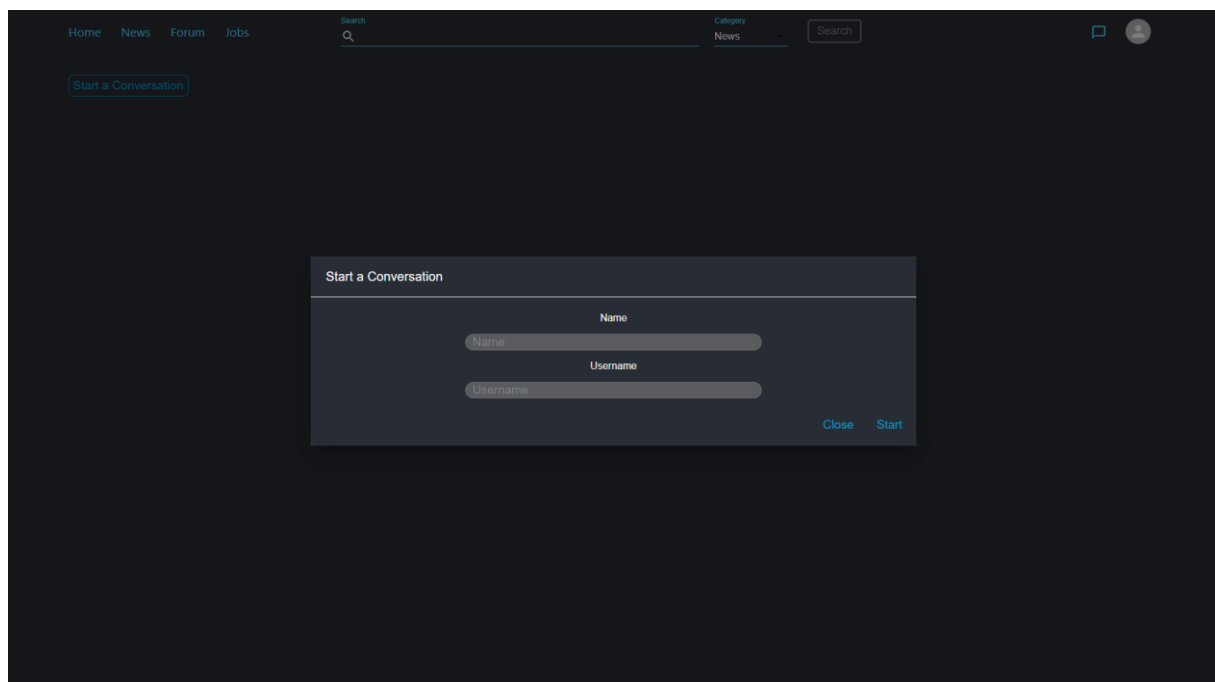 Home News Forum Jobs
Search
Category
News
Search
Start a Conversation
Start a Conversation
Name
Name
Username
Username
Close Start